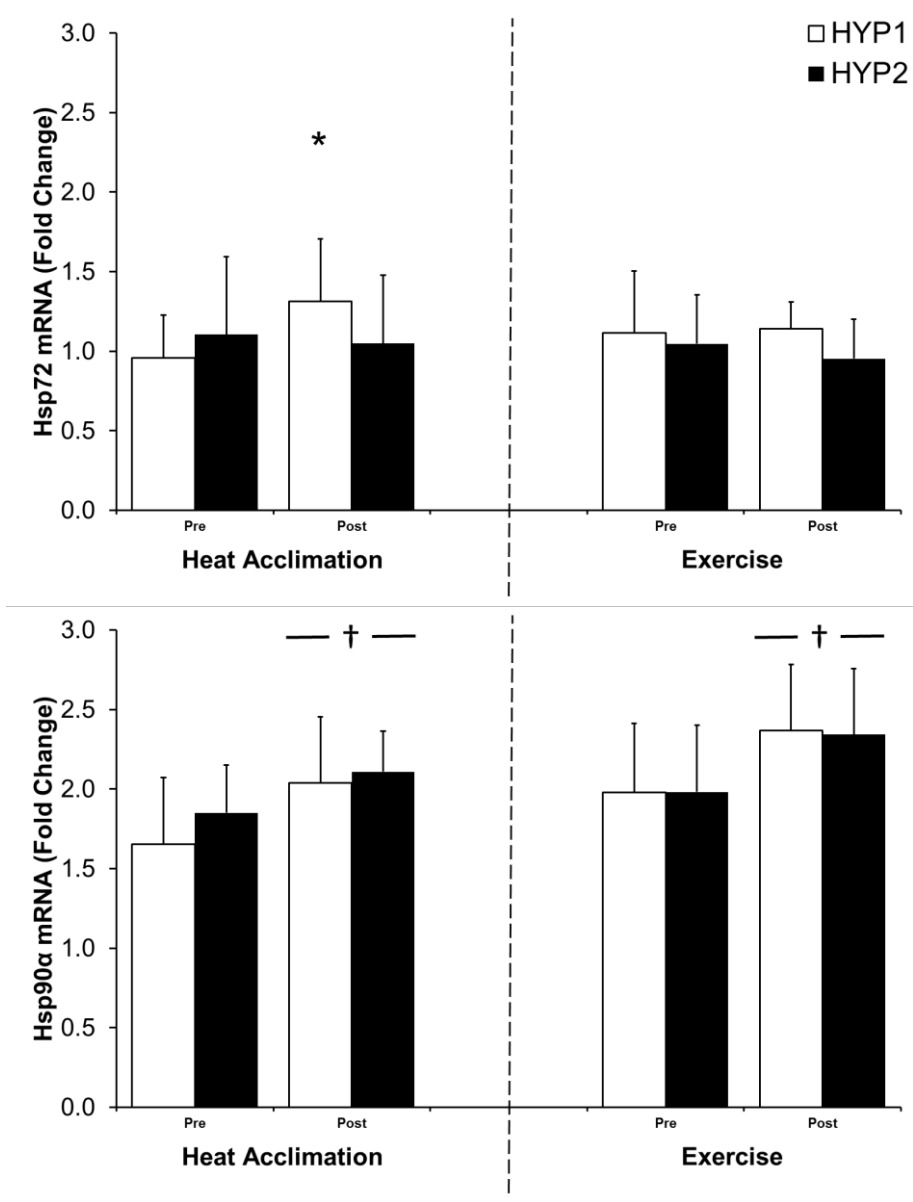 HYP1
HYP2
Hsp72 mRNA (Fold Change)
3.0
2.5
2.0
1.5
1.0
0.5
0.0
*
Pre Post Pre Post
Heat Acclimation Exercise
Hsp90α mRNA (Fold Change)
3.0
2.5
2.0
1.5
1.0
0.5
0.0
† †
Pre Post Pre Post
Heat Acclimation Exercise